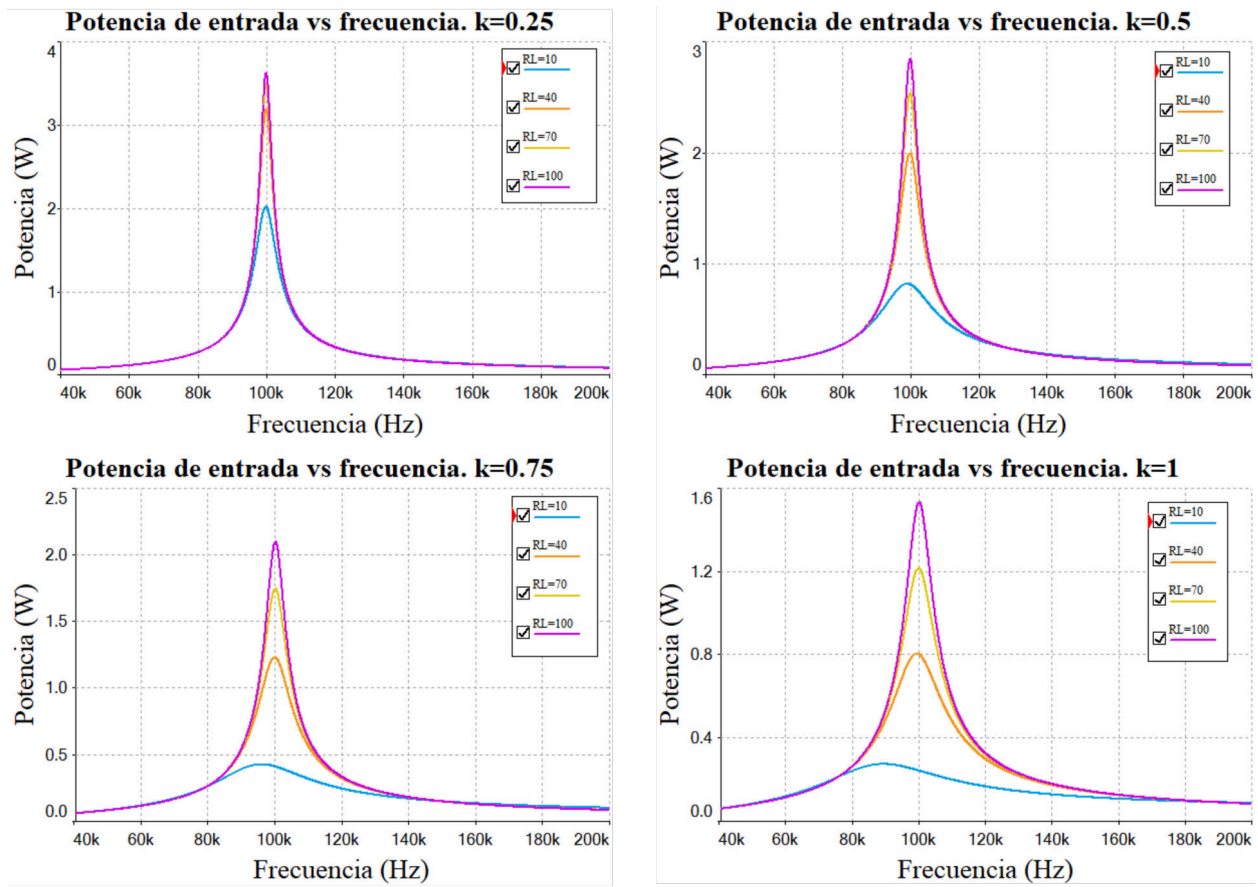 Potencia de entrada vs frecuencia. k=0.25
4
3
2
1
0
Potencia (W)
RL=10
RL=40
RL=70
RL=100
40k 60k 80k 100k 120k 140k 160k 180k 200k
Frecuencia (Hz)
Potencia de entrada vs frecuencia. k=0.5
3
2
1
0
Potencia (W)
RL=10
RL=40
RL=70
RL=100
40k 60k 80k 100k 120k 140k 160k 180k 200k
Frecuencia (Hz)
Potencia de entrada vs frecuencia. k=0.75
2.5
2.0
1.5
1.0
0.5
0.0
Potencia (W)
RL=10
RL=40
RL=70
RL=100
40k 60k 80k 100k 120k 140k 160k 180k 200k
Frecuencia (Hz)
Potencia de entrada vs frecuencia. k=1
1.6
1.2
0.8
0.4
0.0
Potencia (W)
RL=10
RL=40
RL=70
RL=100
40k 60k 80k 100k 120k 140k 160k 180k 200k
Frecuencia (Hz)